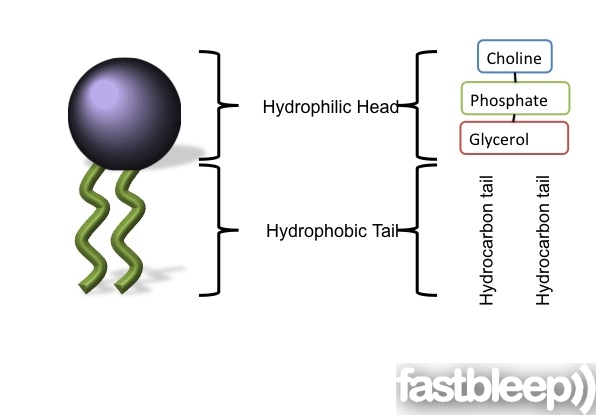 Choline
Hydrophilic Head
Phosphate
Glycerol
Hydrophobic Tail
Hydrocarbon tail
Hydrocarbon tail
fastbleep